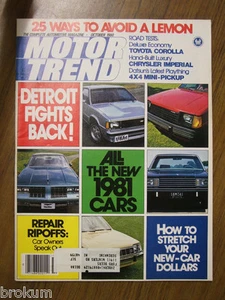 25 WAYS TO AVOID A LEMON
MOTOR
TREND
OCTOBER
ROAD TESTS:
Deluxe Economy
TOYOTA COROLLA
Hand-Built Luxury
CHRYSLER IMPERIAL
Datsun's Latest Plaything
4X4 MINI-PICKUP
DETROIT
FIGHTS
BACK!
ALL
THE NEW
1981
CARS
REPAIR
RIPOFFS:
Car Owners
Speak Out
HOW TO
STRETCH
YOUR
NEW-CAR
DOLLARS
brokum